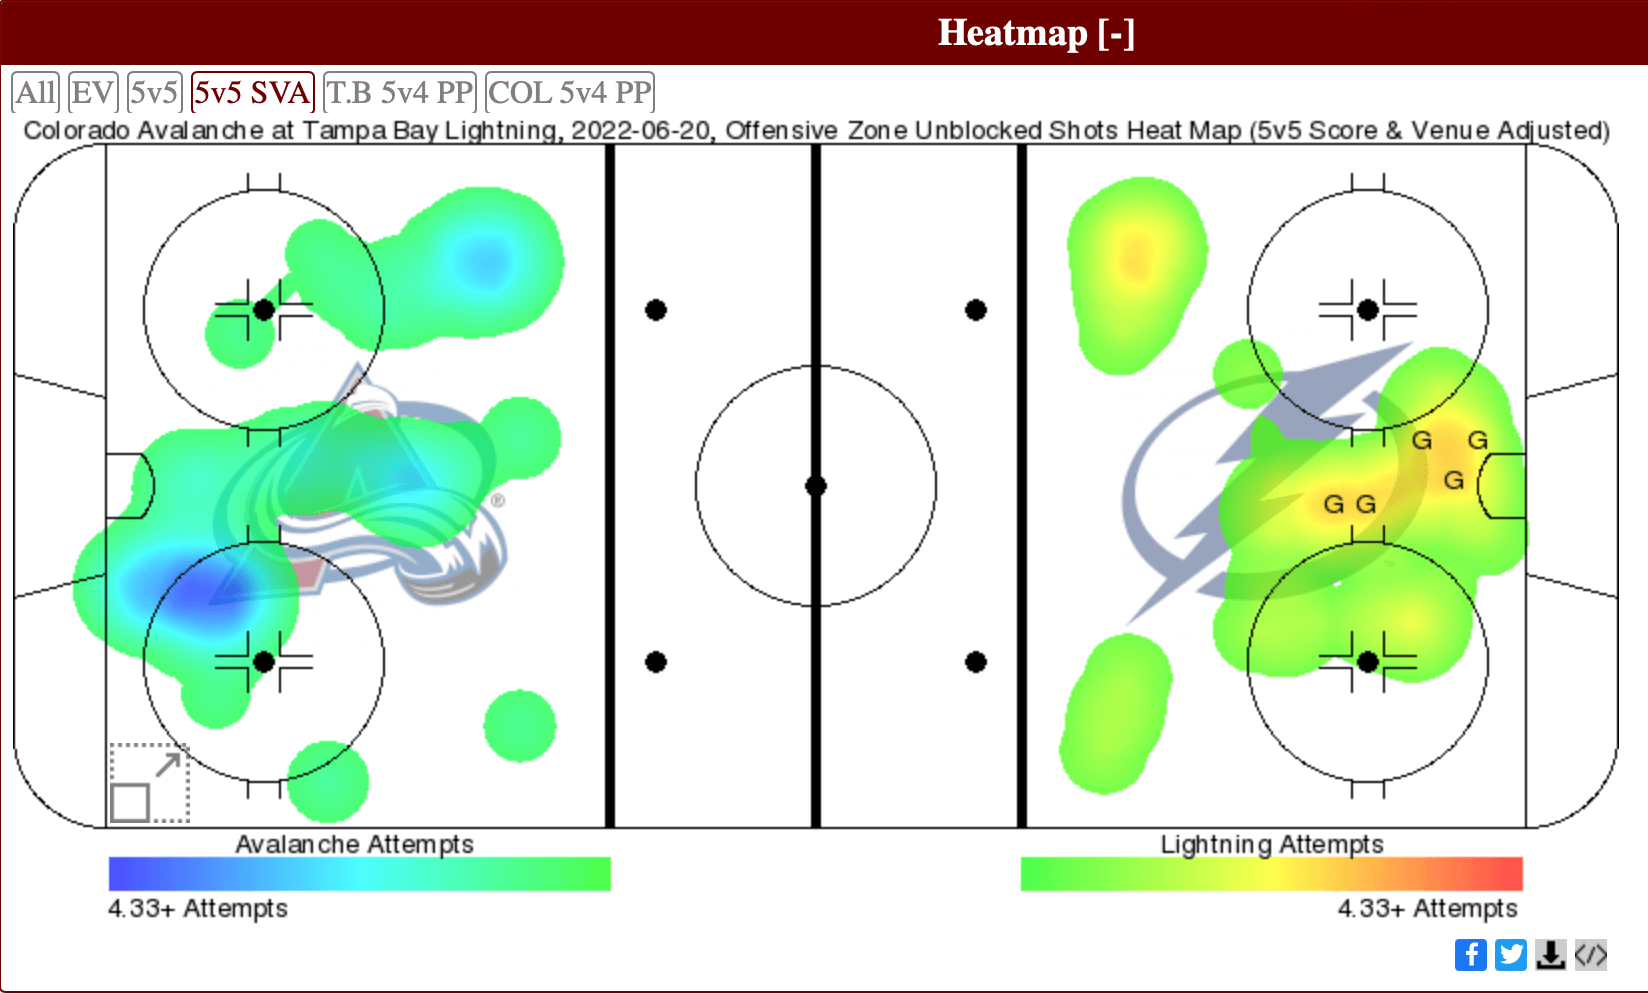 Heatmap [-]
All EV 5v5 5v5 SVA T.B 5v4 PP COL 5v4 PP
Colorado Avalanche at Tampa Bay Lightning, 2022-06-20, Offensive Zone Unblocked Shots Heat Map (5v5 Score & Venue Adjusted)
G G
G
G G
®
Avalanche Attempts Lightning Attempts
4.33+ Attempts 4.33+ Attempts
f </>